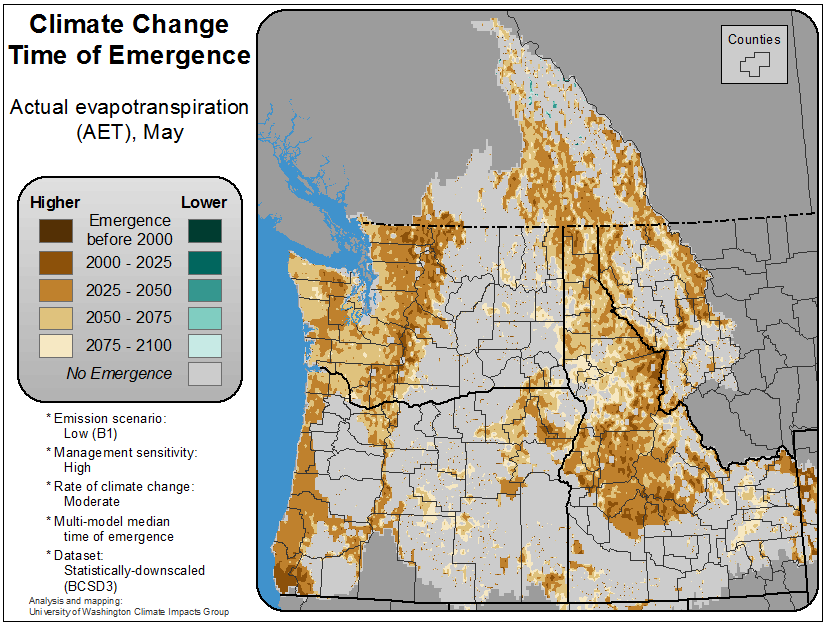 Climate Change
Time of Emergence
Actual evapotranspiration
(AET), May
Higher Lower
Emergence
before 2000
2000 - 2025
2025 - 2050
2050 - 2075
2075 - 2100
No Emergence
* Emission scenario:
Low (B1)
* Management sensitivity:
High
* Rate of climate change:
Moderate
* Multi-model median
time of emergence
* Dataset:
Statistically-downscaled
(BCSD3)
Analysis and mapping:
University of Washington Climate Impacts Group
Counties